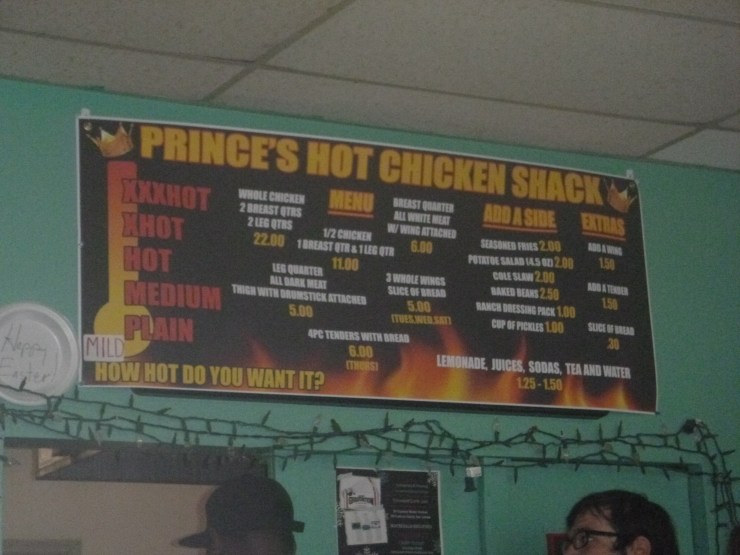 PRINCE'S HOT CHICKEN SHACK
XXXHOT
XHOT
HOT
MEDIUM
MILD
PLAIN
HOW HOT DO YOU WANT IT?
MENU
WHOLE CHICKEN
2 BREAST QTRS
2 LEG QTRS
22.00
1/2 CHICKEN
1 BREAST QTR & 1 LEG QTR
11.00
BREAST QUARTER
ALL WHITE MEAT
W/ WING ATTACHED
6.00
LEG QUARTER
ALL DARK MEAT
THIGH WITH DRUMSTICK ATTACHED
5.00
3 WHOLE WINGS
SLICE OF BREAD
5.00
(TUES,WED,SAT)
4PC TENDERS WITH BREAD
6.00
(THURS)
ADD A SIDE
SEASONED FRIES 2.00
POTATOE SALAD (4.5 OZ) 2.00
COLE SLAW 2.00
BAKED BEANS 2.50
RANCH DRESSING PACK 1.00
CUP OF PICKLES 1.00
EXTRAS
ADD A WING
1.50
ADD A TENDER
1.50
SLICE OF BREAD
.30
LEMONADE, JUICES, SODAS, TEA AND WATER
1.25 - 1.50
Happy
Easter